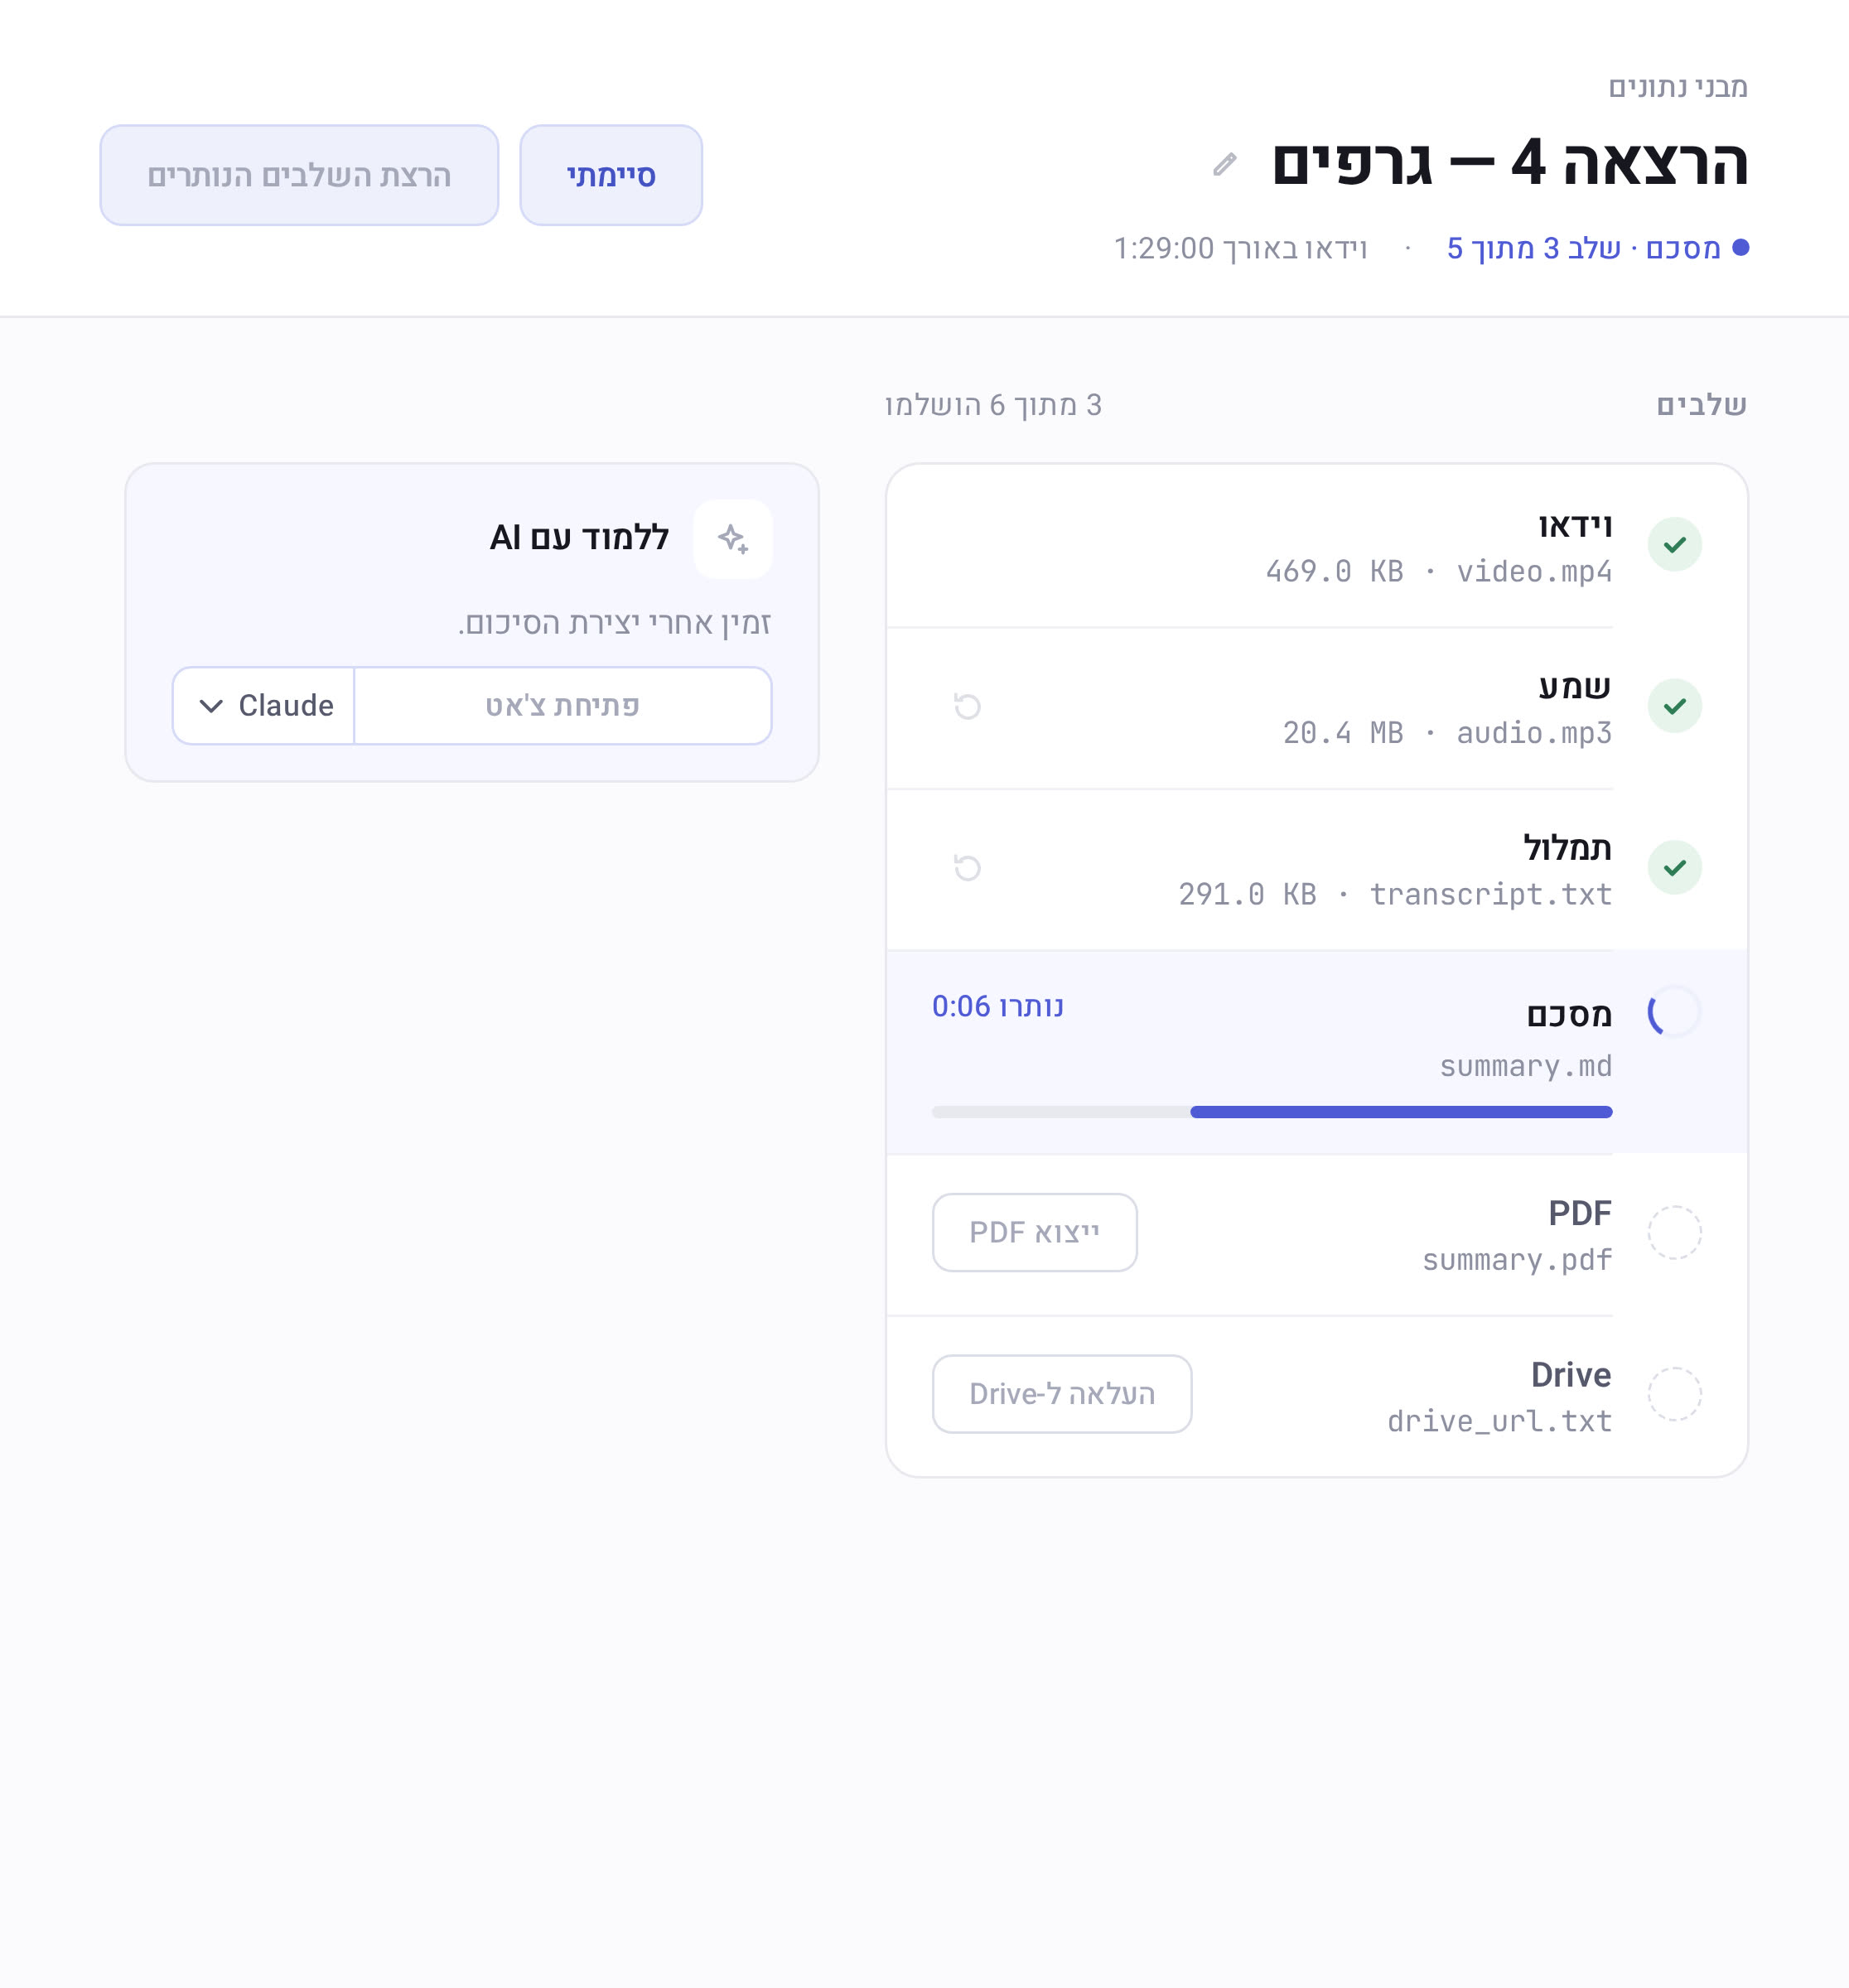 מבני נתונים
הרצאה 4 – גרפים
מסכם · שלב 3 מתוך 5 · וידאו באורך 1:29:00
סיימתי
הרצת השלבים הנותרים
שלבים
3 מתוך 6 הושלמו
וידאו
video.mp4 · 469.0 KB
שמע
audio.mp3 · 20.4 MB
תמלול
transcript.txt · 291.0 KB
מסכם
נותרו 0:06
summary.md
PDF
summary.pdf
ייצוא PDF
Drive
drive_url.txt
העלאה ל-Drive
ללמוד עם AI
זמין אחרי יצירת הסיכום.
פתיחת צ'אט
Claude